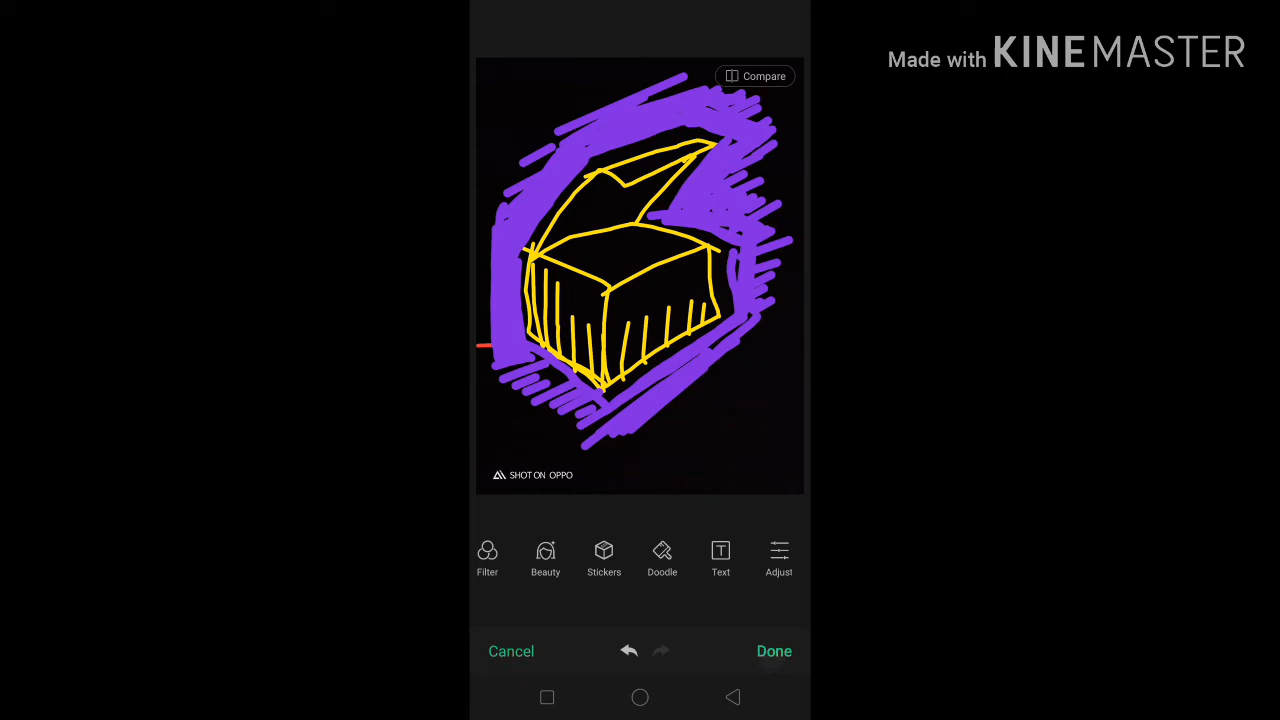 Made with KINEMASTER
Compare
SHOT ON OPPO
Filter
Beauty
Stickers
Doodle
Text
Adjust
Cancel
Done